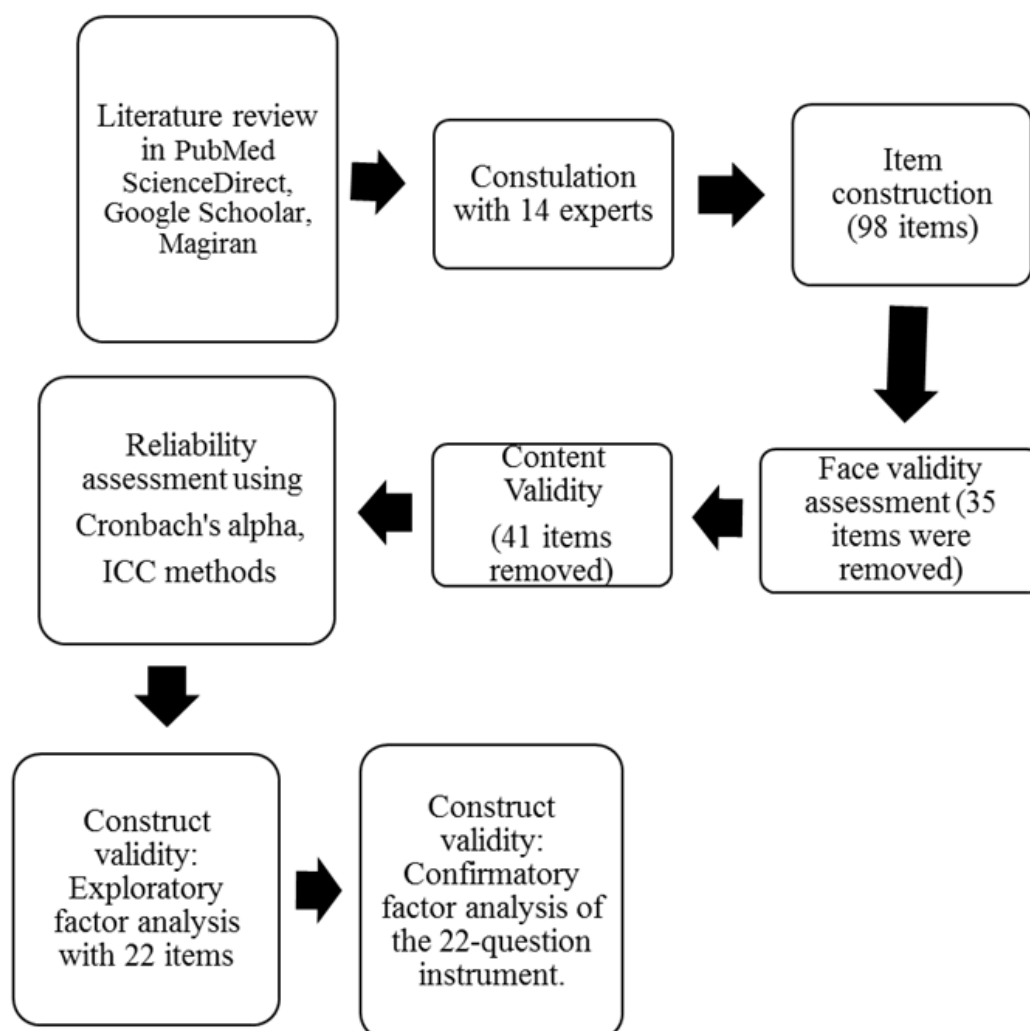 Literature review
in PubMed
ScienceDirect,
Google Schoolar,
Magiran
Constulation
with 14 experts
Item
construction
(98 items)
Face validity
assessment (35
items were
removed)
Content
Validity
(41 items
removed)
Reliability
assessment using
Cronbach's alpha,
ICC methods
Construct
validity:
Exploratory
factor analysis
with 22 items
Construct
validity:
Confirmatory
factor analysis of
the 22-question
instrument.